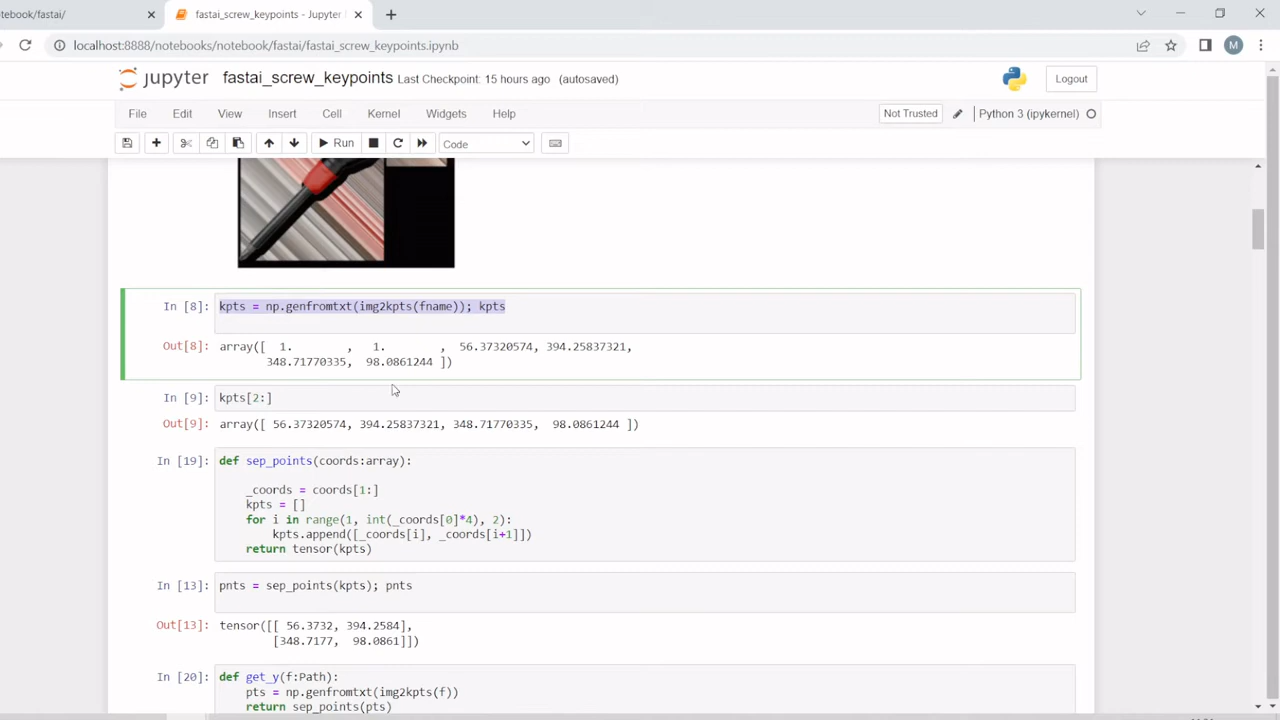 tebook/fastai/
fastai_screw_keypoints - Jupyter
localhost:8888/notebooks/notebook/fastai/fastai_screw_keypoints.ipynb
M
jupyter fastai_screw_keypoints Last Checkpoint: 15 hours ago (autosaved)
Logout
File Edit View Insert Cell Kernel Widgets Help
Not Trusted
Python 3 (ipykernel)
Run
Code
In [8]: kpts = np.genfromtxt(img2kpts(fname)); kpts
Out[8]: array([ 1. , 1. , 56.37320574, 394.25837321,
348.71770335, 98.0861244 ])
In [9]: kpts[2:]
Out[9]: array([ 56.37320574, 394.25837321, 348.71770335, 98.0861244 ])
In [19]: def sep_points(coords:array):
_coords = coords[1:]
kpts = []
for i in range(1, int(_coords[0]*4), 2):
kpts.append([_coords[i], _coords[i+1]])
return tensor(kpts)
In [13]: pnts = sep_points(kpts); pnts
Out[13]: tensor([[ 56.3732, 394.2584],
[348.7177, 98.0861]])
In [20]: def get_y(f:Path):
pts = np.genfromtxt(img2kpts(f))
return sep_points(pts)